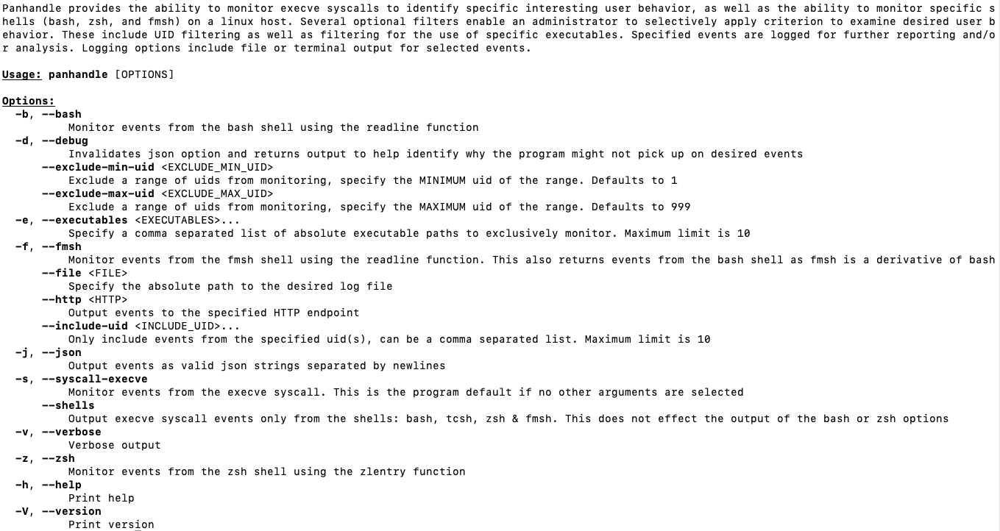 Panhandle provides the ability to monitor execve syscalls to identify specific interesting user behavior, as well as the ability to monitor specific s
hells (bash, zsh, and fmsh) on a linux host. Several optional filters enable an administrator to selectively apply criterion to examine desired user b
ehavior. These include UID filtering as well as filtering for the use of specific executables. Specified events are logged for further reporting and/o
r analysis. Logging options include file or terminal output for selected events.

Usage: panhandle [OPTIONS]

Options:
  -b, --bash
          Monitor events from the bash shell using the readline function
  -d, --debug
          Invalidates json option and returns output to help identify why the program might not pick up on desired events
      --exclude-min-uid <EXCLUDE_MIN_UID>
          Exclude a range of uids from monitoring, specify the MINIMUM uid of the range. Defaults to 1
      --exclude-max-uid <EXCLUDE_MAX_UID>
          Exclude a range of uids from monitoring, specify the MAXIMUM uid of the range. Defaults to 999
  -e, --executables <EXECUTABLES>...
          Specify a comma separated list of absolute executable paths to exclusively monitor. Maximum limit is 10
  -f, --fmsh
          Monitor events from the fmsh shell using the readline function. This also returns events from the bash shell as fmsh is a derivative of bash
      --file <FILE>
          Specify the absolute path to the desired log file
      --http <HTTP>
          Output events to the specified HTTP endpoint
      --include-uid <INCLUDE_UID>...
          Only include events from the specified uid(s), can be a comma separated list. Maximum limit is 10
  -j, --json
          Output events as valid json strings separated by newlines
  -s, --syscall-execve
          Monitor events from the execve syscall. This is the program default if no other arguments are selected
      --shells
          Output execve syscall events only from the shells: bash, tcsh, zsh & fmsh. This does not effect the output of the bash or zsh options
  -v, --verbose
          Verbose output
  -z, --zsh
          Monitor events from the zsh shell using the zlentry function
  -h, --help
          Print help
  -V, --version
          Print version